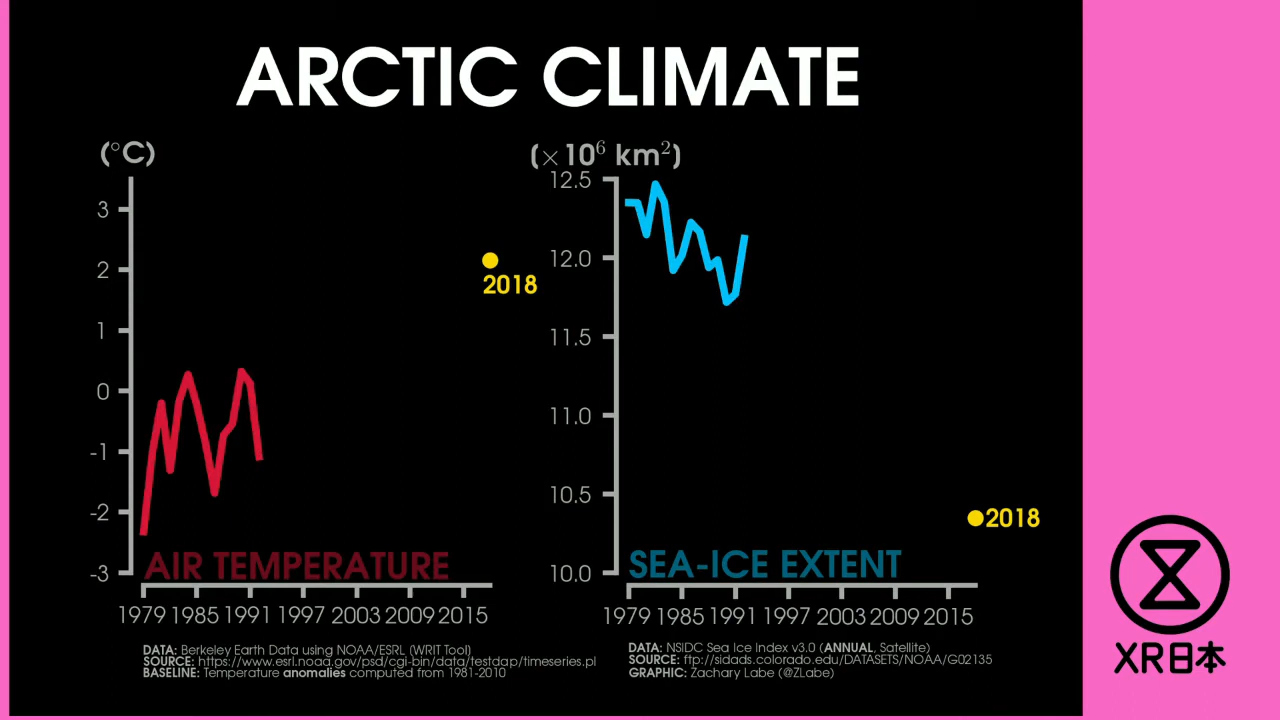 ARCTIC CLIMATE
(°C)
3
2
1
0
-1
-2
-3
2018
AIR TEMPERATURE
1979 1985 1991 1997 2003 2009 2015
DATA: Berkeley Earth Data using NOAA/ESRL (WRIT Tool)
SOURCE: https://www.esrl.noaa.gov/psd/cgi-bin/data/testdap/timeseries.pl
BASELINE: Temperature anomalies computed from 1981-2010
(×10⁶ km²)
12.5
12.0
11.5
11.0
10.5
10.0
2018
SEA-ICE EXTENT
1979 1985 1991 1997 2003 2009 2015
DATA: NSIDC Sea Ice Index v3.0 (ANNUAL, Satellite)
SOURCE: ftp://sidads.colorado.edu/DATASETS/NOAA/G02135
GRAPHIC: Zachary Labe (@ZLabe)
XR日本